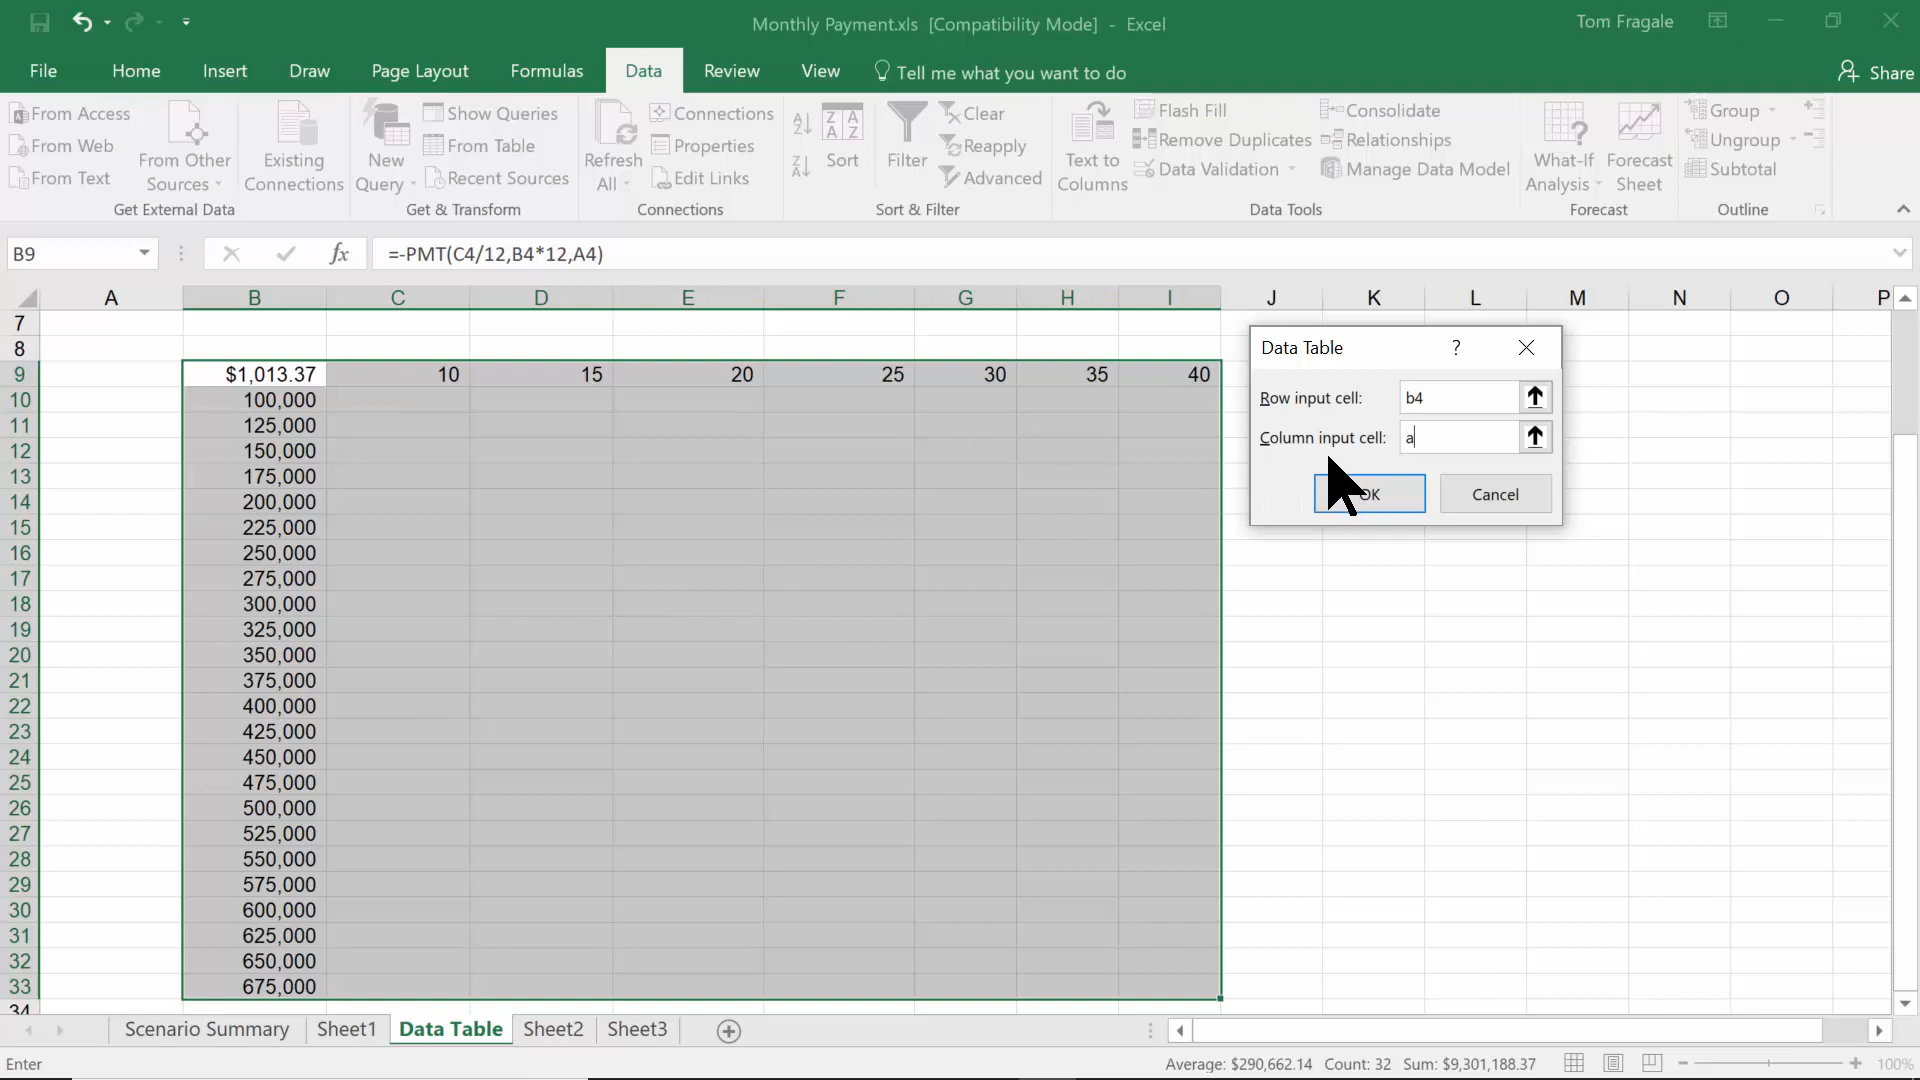 Monthly Payment.xls [Compatibility Mode] - Excel
Tom Fragale
File Home Insert Draw Page Layout Formulas Data Review View Tell me what you want to do Share
From Access
From Web
From Text
From Other Sources
Existing Connections
Get External Data
New Query
Show Queries
From Table
Recent Sources
Get & Transform
Refresh All
Connections
Properties
Edit Links
Connections
Sort
Filter
Clear
Reapply
Advanced
Sort & Filter
Text to Columns
Flash Fill
Remove Duplicates
Data Validation
Consolidate
Relationships
Manage Data Model
Data Tools
What-If Analysis
Forecast Sheet
Forecast
Group
Ungroup
Subtotal
Outline
B9 fx =-PMT(C4/12,B4*12,A4)
A B C D E F G H I J K L M N O P
7
8
9 $1,013.37 10 15 20 25 30 35 40
10 100,000
11 125,000
12 150,000
13 175,000
14 200,000
15 225,000
16 250,000
17 275,000
18 300,000
19 325,000
20 350,000
21 375,000
22 400,000
23 425,000
24 450,000
25 475,000
26 500,000
27 525,000
28 550,000
29 575,000
30 600,000
31 625,000
32 650,000
33 675,000
34
Data Table ?
Row input cell: b4
Column input cell: a
OK Cancel
Scenario Summary Sheet1 Data Table Sheet2 Sheet3
Enter Average: $290,662.14 Count: 32 Sum: $9,301,188.37 100%